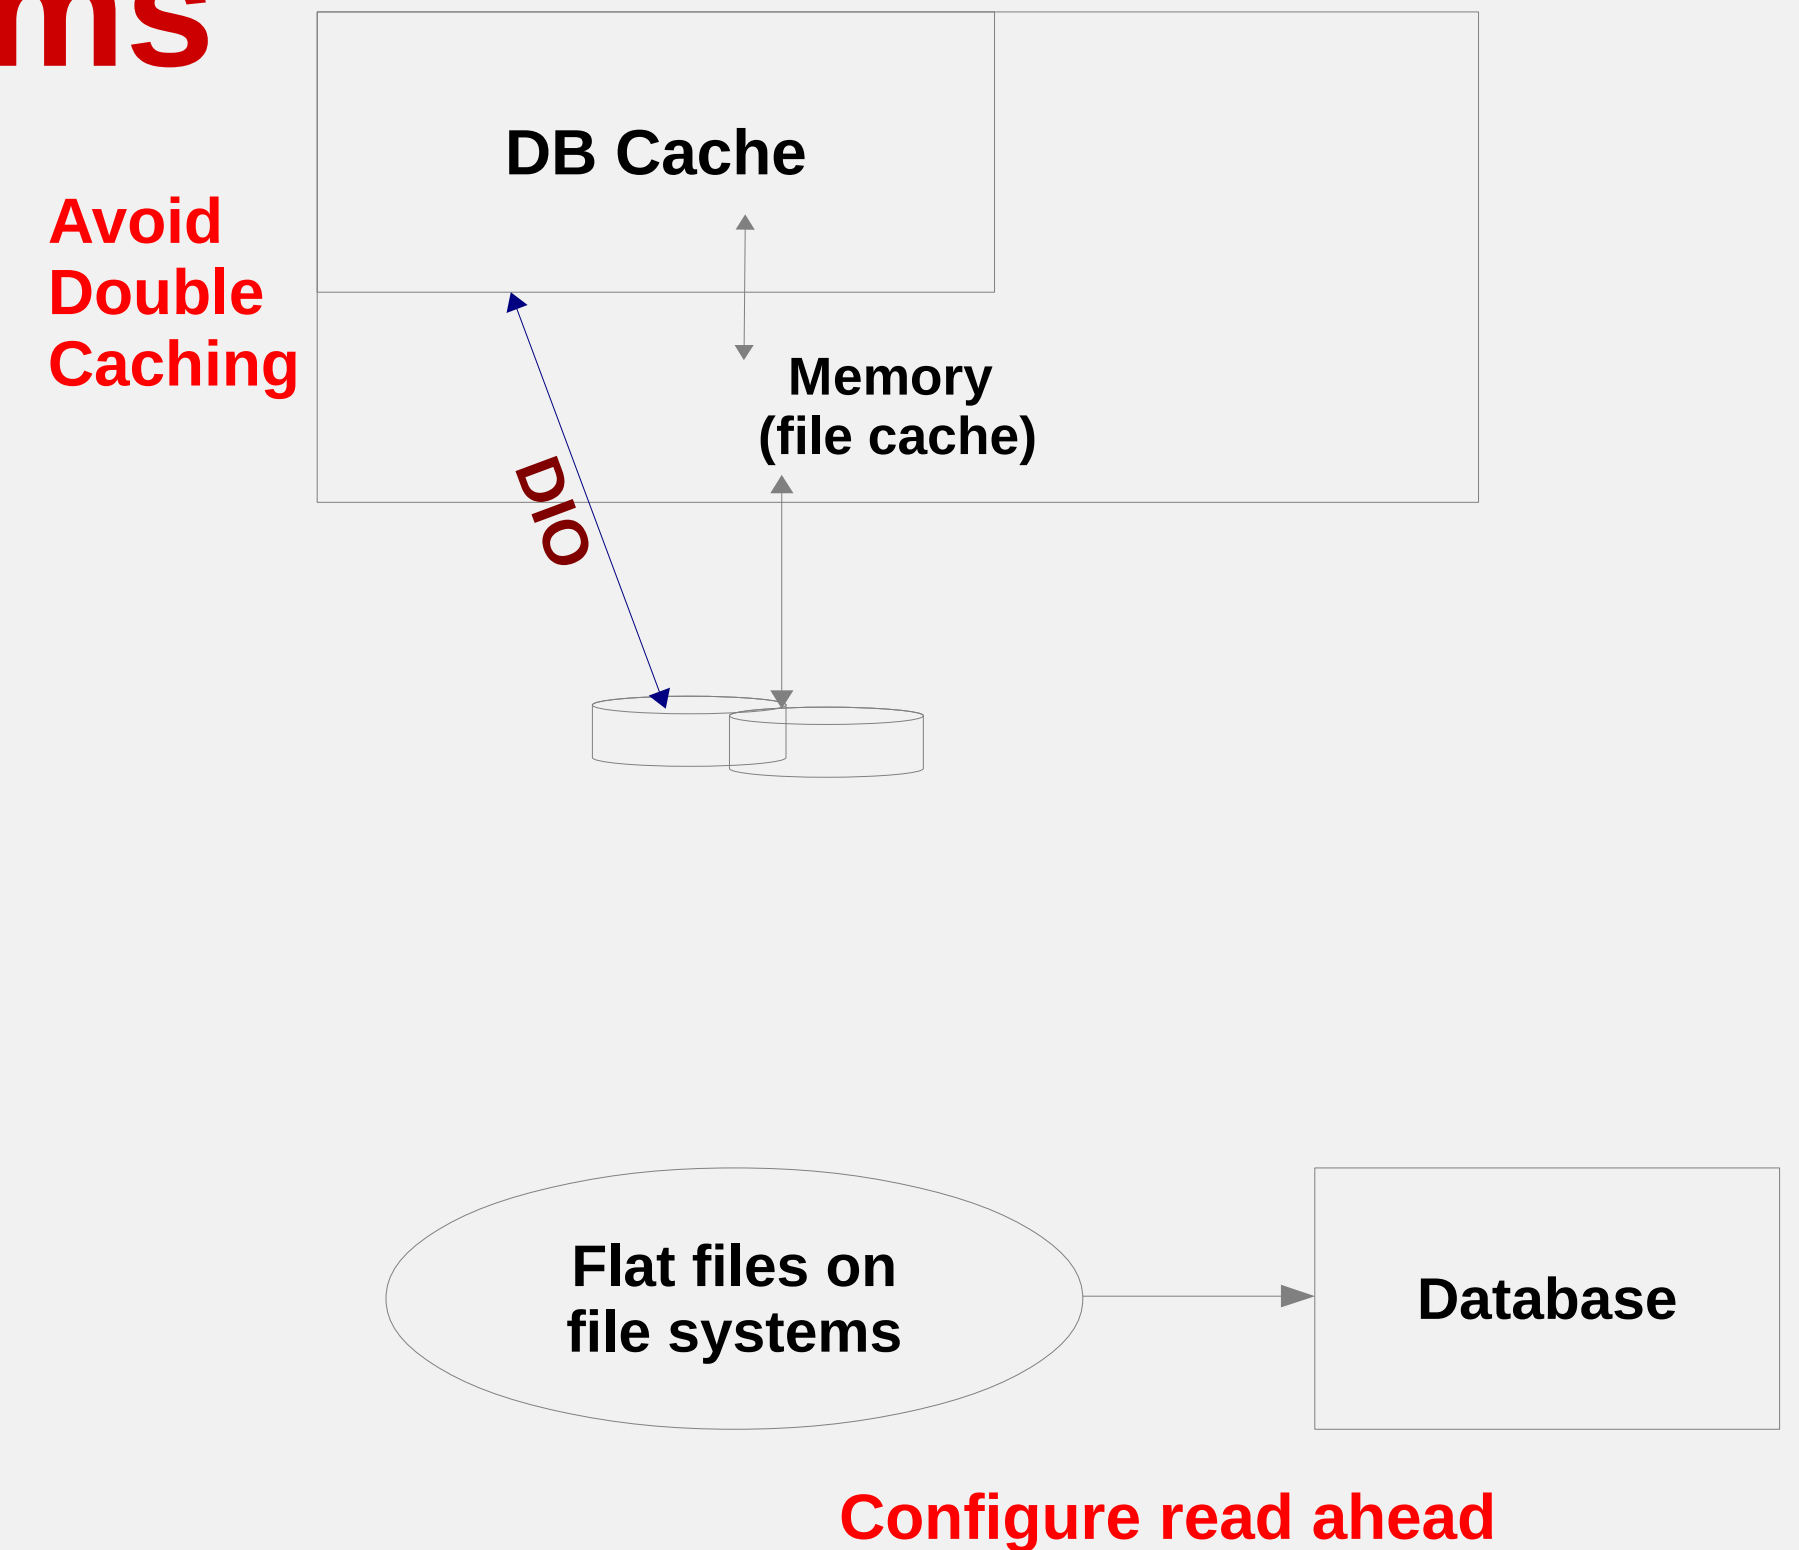 ms
DB Cache
Avoid
Double
Caching
Memory
(file cache)
DIO
Flat files on
file systems
Database
Configure read ahead